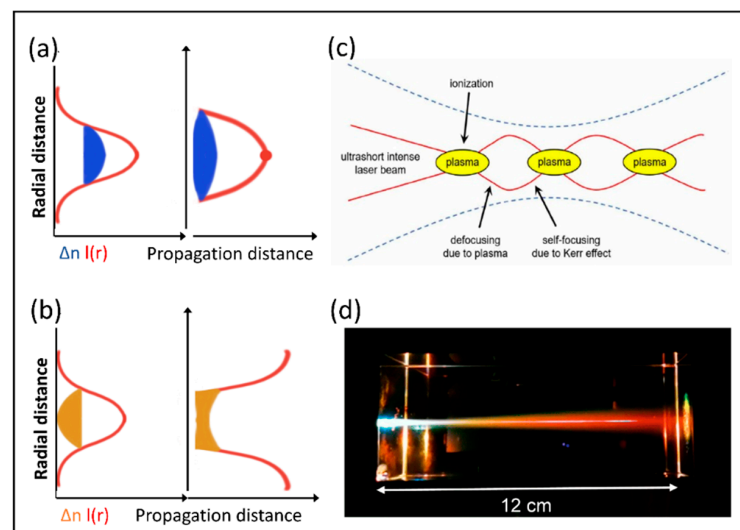 (a)
Radial distance
Δn I(r)
Propagation distance
(b)
Radial distance
Δn I(r)
Propagation distance
(c)
ionization
ultrashort intense
laser beam
plasma
plasma
plasma
defocusing
due to plasma
self-focusing
due to Kerr effect
(d)
12 cm